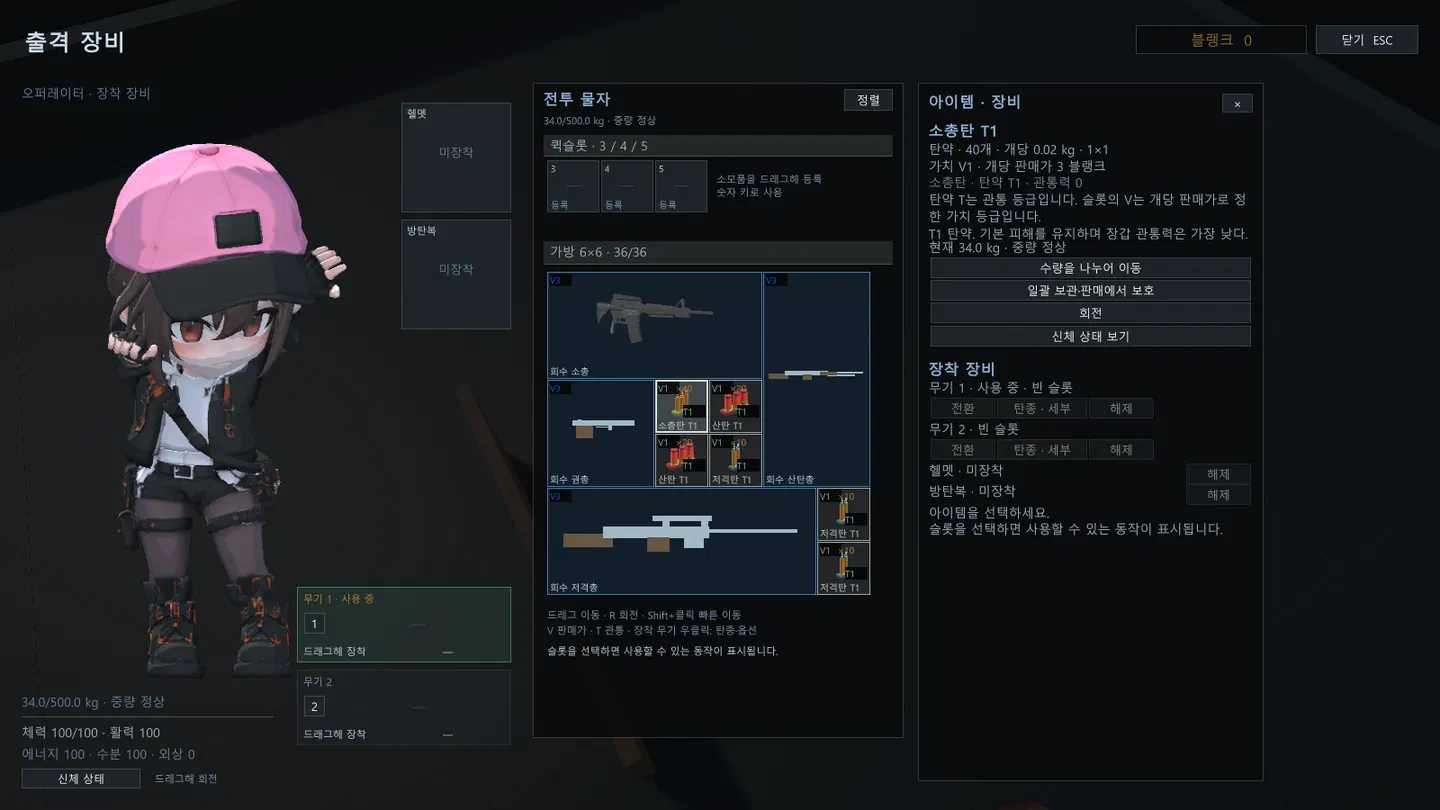 출격 장비
블랭크 0
닫기 ESC
오퍼레이터 · 장착 장비
헬멧
미장착
방탄복
미장착
무기 1 · 사용 중
1
드래그해 장착
무기 2
2
드래그해 장착
34.0/500.0 kg · 중량 정상
체력 100/100 · 활력 100
에너지 100 · 수분 100 · 외상 0
신체 상태
드래그해 회전
전투 물자
정렬
34.0/500.0 kg · 중량 정상
퀵슬롯 · 3 / 4 / 5
3
등록
4
등록
5
등록
소모품을 드래그해 등록
숫자 키로 사용
가방 6×6 · 36/36
V3
회수 소총
V3
회수 산탄총
V3
회수 권총
V1 ×40
T1
소총탄 T1
V1 ×20
T1
산탄 T1
V1 ×20
T1
산탄 T1
V1 ×10
T1
저격탄 T1
V3
회수 저격총
V1 ×10
T1
저격탄 T1
V1 ×10
T1
저격탄 T1
드래그 이동 · R 회전 · Shift+클릭 빠른 이동
V 판매가 · T 관통 · 장착 무기 우클릭: 탄종·옵션
슬롯을 선택하면 사용할 수 있는 동작이 표시됩니다.
아이템 · 장비
×
소총탄 T1
탄약 · 40개 · 개당 0.02 kg · 1×1
가치 V1 · 개당 판매가 3 블랭크
소총탄 · 탄약 T1 · 관통력 0
탄약 T는 관통 등급입니다. 슬롯의 V는 개당 판매가로 정
한 가치 등급입니다.
T1 탄약. 기본 피해를 유지하며 장갑 관통력은 가장 낮다.
현재 34.0 kg · 중량 정상
수량을 나누어 이동
일괄 보관·판매에서 보호
회전
신체 상태 보기
장착 장비
무기 1 · 사용 중 · 빈 슬롯
전환
탄종 · 세부
해제
무기 2 · 빈 슬롯
전환
탄종 · 세부
해제
헬멧 · 미장착
해제
방탄복 · 미장착
해제
아이템을 선택하세요.
슬롯을 선택하면 사용할 수 있는 동작이 표시됩니다.